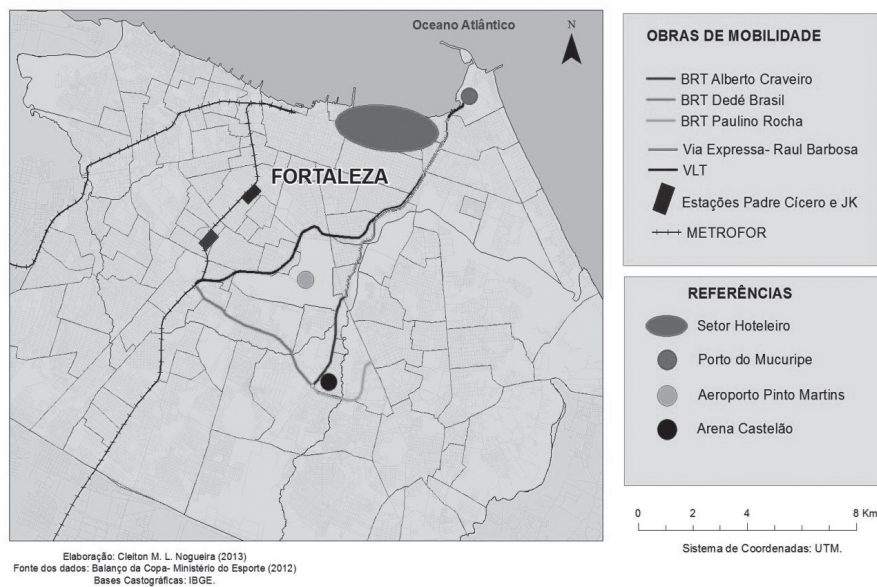 Oceano Atlântico
N
FORTALEZA
OBRAS DE MOBILIDADE
BRT Alberto Craveiro
BRT Dedé Brasil
BRT Paulino Rocha
Via Expressa- Raul Barbosa
VLT
Estações Padre Cícero e JK
METROFOR
REFERÊNCIAS
Setor Hoteleiro
Porto do Mucuripe
Aeroporto Pinto Martins
Arena Castelão
0 2 4 8 Km
Sistema de Coordenadas: UTM.
Elaboração: Cleiton M. L. Nogueira (2013)
Fonte dos dados: Balanço da Copa- Ministério do Esporte (2012)
Bases Castográficas: IBGE.